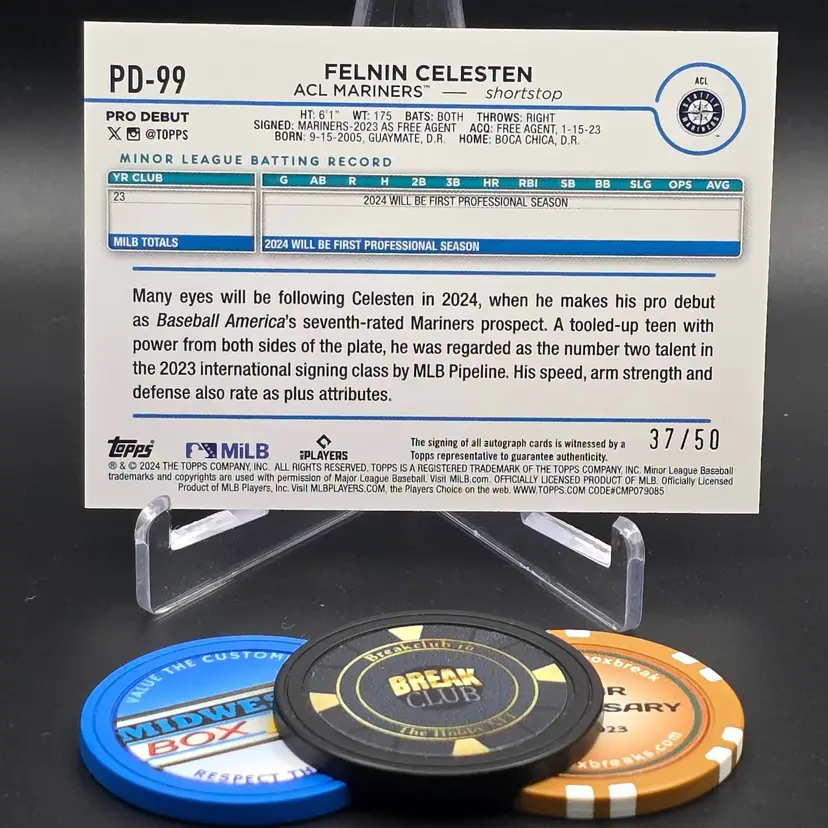 PD-99
FELNIN CELESTEN
ACL MARINERS™ — shortstop
ACL
SEATTLE MARINERS
PRO DEBUT
@TOPPS
HT: 6'1" WT: 175 BATS: BOTH THROWS: RIGHT
SIGNED: MARINERS-2023 AS FREE AGENT ACQ: FREE AGENT, 1-15-23
BORN: 9-15-2005, GUAYMATE, D.R. HOME: BOCA CHICA, D.R.
MINOR LEAGUE BATTING RECORD
YR CLUB G AB R H 2B 3B HR RBI SB BB SLG OPS AVG
23 2024 WILL BE FIRST PROFESSIONAL SEASON
MILB TOTALS 2024 WILL BE FIRST PROFESSIONAL SEASON
Many eyes will be following Celesten in 2024, when he makes his pro debut
as Baseball America's seventh-rated Mariners prospect. A tooled-up teen with
power from both sides of the plate, he was regarded as the number two talent in
the 2023 international signing class by MLB Pipeline. His speed, arm strength and
defense also rate as plus attributes.
Topps MiLB PLAYERS
The signing of all autograph cards is witnessed by a
Topps representative to guarantee authenticity.
37/50
® & © 2024 THE TOPPS COMPANY, INC. ALL RIGHTS RESERVED. TOPPS IS A REGISTERED TRADEMARK OF THE TOPPS COMPANY, INC. Minor League Baseball
trademarks and copyrights are used with permission of Major League Baseball. Visit MiLB.com. OFFICIALLY LICENSED PRODUCT OF MLB. Officially Licensed
Product of MLB Players, Inc. Visit MLBPLAYERS.COM, the Players Choice on the web. WWW.TOPPS.COM CODE#CMP079085
VALUE THE CUSTOM
MIDWES
BOX
RESPECT TH
Breakclub.io
BREAK
CLUB
The Hobby
oxbreak
R
SARY
023
xbreaks.com